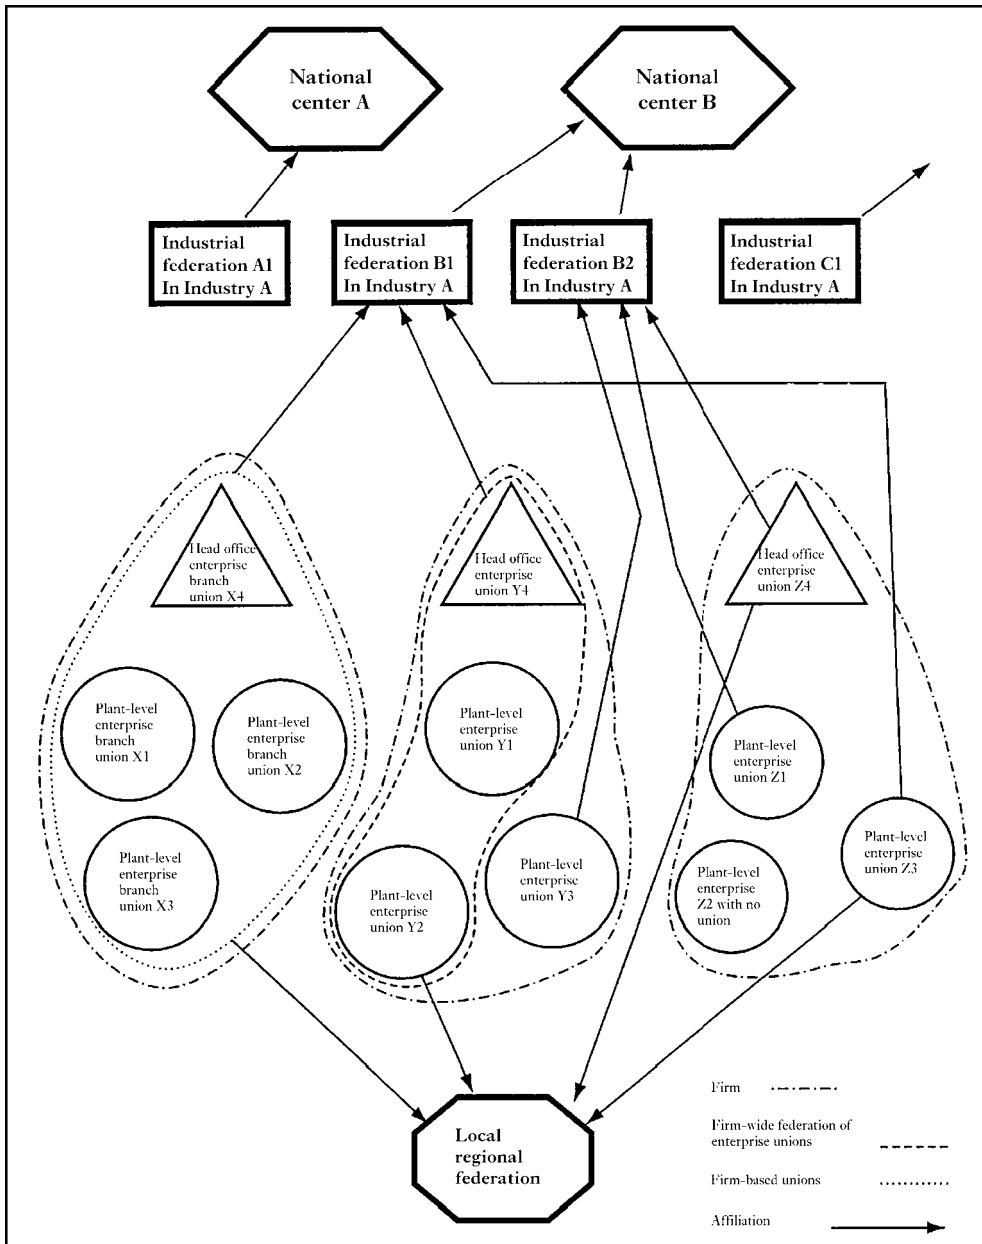 National
center A
National
center B
Industrial
federation A1
In Industry A
Industrial
federation B1
In Industry A
Industrial
federation B2
In Industry A
Industrial
federation C1
In Industry A
Head office
enterprise
branch
union X4
Head office
enterprise
union Y4
Head office
enterprise
union Z4
Plant-level
enterprise
branch
union X1
Plant-level
enterprise
branch
union X2
Plant-level
enterprise
union Y1
Plant-level
enterprise
union Z1
Plant-level
enterprise
branch
union X3
Plant-level
enterprise
union Y2
Plant-level
enterprise
union Y3
Plant-level
enterprise
Z2 with no
union
Plant-level
enterprise
union Z3
Local
regional
federation
Firm
Firm-wide federation of
enterprise unions
Firm-based unions
Affiliation